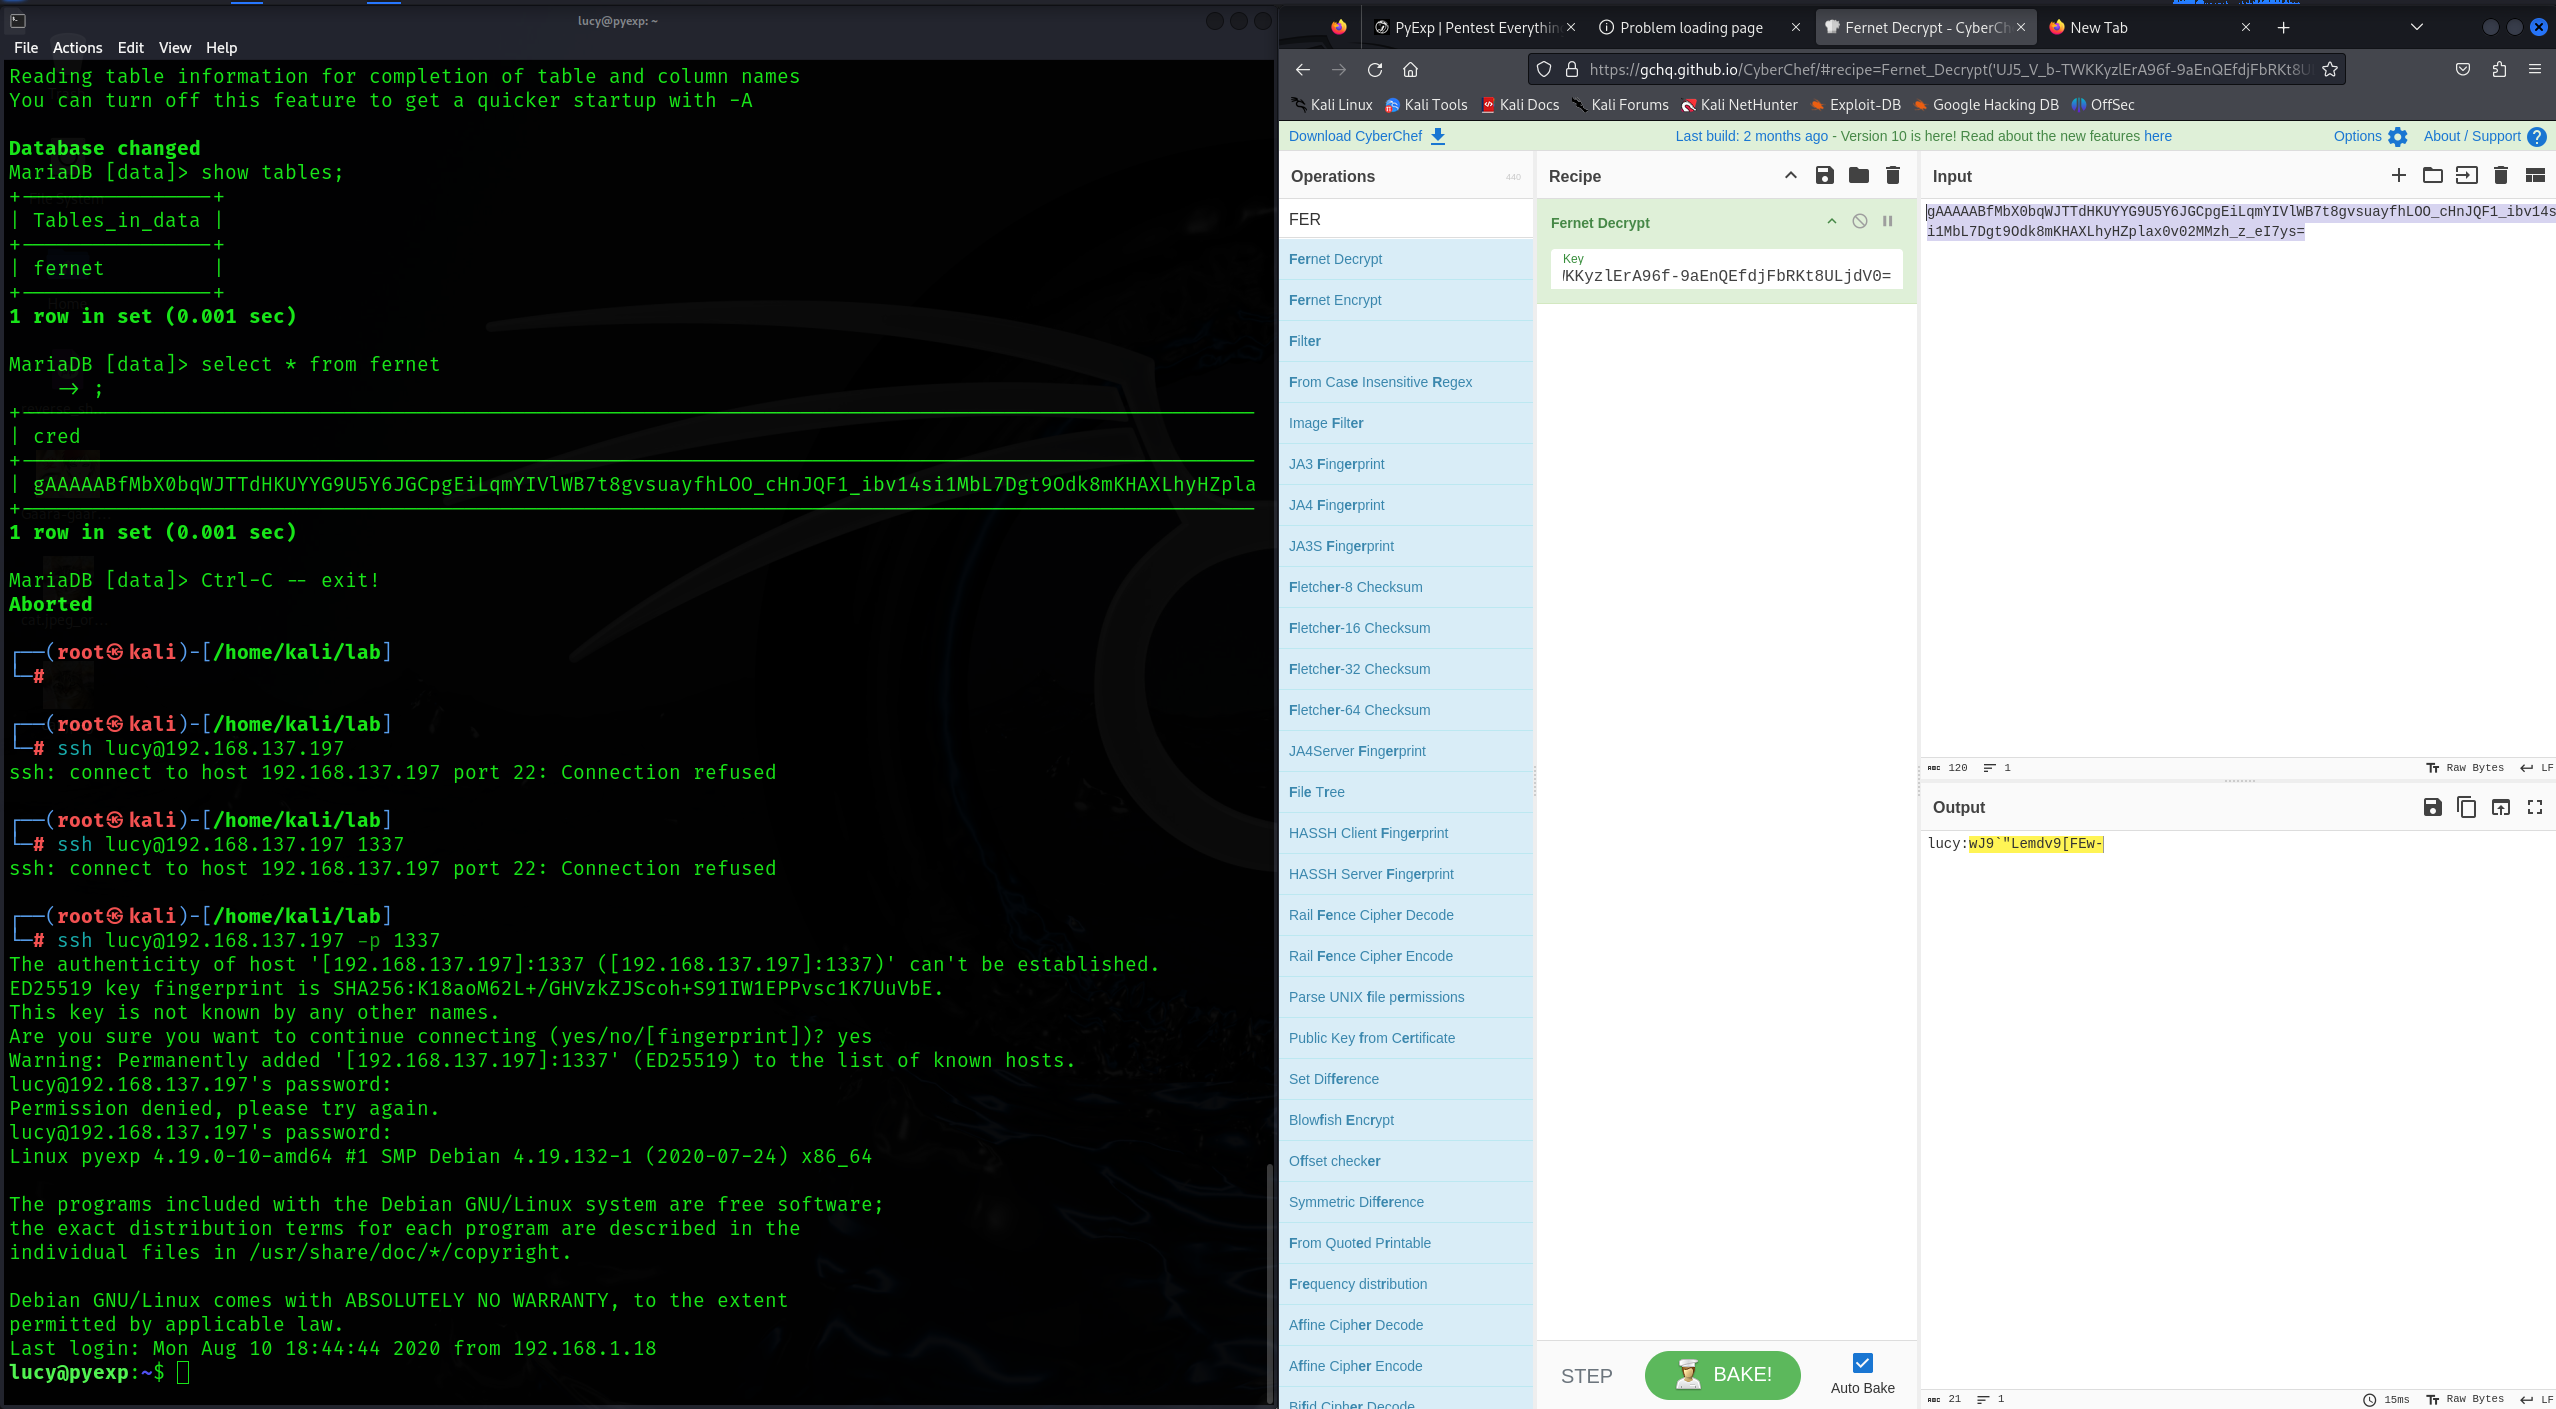 lucy@pyexp: ~
File Actions Edit View Help
Reading table information for completion of table and column names
You can turn off this feature to get a quicker startup with -A
Database changed
MariaDB [data]> show tables;
| Tables_in_data |
| fernet |
1 row in set (0.001 sec)
MariaDB [data]> select * from fernet
-> ;
| cred
| gAAAAABfMbX0bqWJTTdHKUYYG9U5Y6JGCpgEiLqmYIVlWB7t8gvsuayfhLOO_cHnJQF1_ibv14si1MbL7Dgt9Odk8mKHAXLhyHZpla
1 row in set (0.001 sec)
MariaDB [data]> Ctrl-C -- exit!
Aborted
┌──(root㉿kali)-[/home/kali/lab]
└─#
┌──(root㉿kali)-[/home/kali/lab]
└─# ssh lucy@192.168.137.197
ssh: connect to host 192.168.137.197 port 22: Connection refused
┌──(root㉿kali)-[/home/kali/lab]
└─# ssh lucy@192.168.137.197 1337
ssh: connect to host 192.168.137.197 port 22: Connection refused
┌──(root㉿kali)-[/home/kali/lab]
└─# ssh lucy@192.168.137.197 -p 1337
The authenticity of host '[192.168.137.197]:1337 ([192.168.137.197]:1337)' can't be established.
ED25519 key fingerprint is SHA256:K18aoM62L+/GHVzkZJScoh+S91IW1EPPvsc1K7UuVbE.
This key is not known by any other names.
Are you sure you want to continue connecting (yes/no/[fingerprint])? yes
Warning: Permanently added '[192.168.137.197]:1337' (ED25519) to the list of known hosts.
lucy@192.168.137.197's password:
Permission denied, please try again.
lucy@192.168.137.197's password:
Linux pyexp 4.19.0-10-amd64 #1 SMP Debian 4.19.132-1 (2020-07-24) x86_64
The programs included with the Debian GNU/Linux system are free software;
the exact distribution terms for each program are described in the
individual files in /usr/share/doc/*/copyright.
Debian GNU/Linux comes with ABSOLUTELY NO WARRANTY, to the extent
permitted by applicable law.
Last login: Mon Aug 10 18:44:44 2020 from 192.168.1.18
lucy@pyexp:~$
PyExp | Pentest Everythin
Problem loading page
Fernet Decrypt - CyberCh
New Tab
https://gchq.github.io/CyberChef/#recipe=Fernet_Decrypt('UJ5_V_b-TWKKyzlErA96f-9aEnQEfdjFbRKt8U
Kali Linux Kali Tools Kali Docs Kali Forums Kali NetHunter Exploit-DB Google Hacking DB OffSec
Download CyberChef
Last build: 2 months ago - Version 10 is here! Read about the new features here
Options
About / Support
Operations
440
FER
Fernet Decrypt
Fernet Encrypt
Filter
From Case Insensitive Regex
Image Filter
JA3 Fingerprint
JA4 Fingerprint
JA3S Fingerprint
Fletcher-8 Checksum
Fletcher-16 Checksum
Fletcher-32 Checksum
Fletcher-64 Checksum
JA4Server Fingerprint
File Tree
HASSH Client Fingerprint
HASSH Server Fingerprint
Rail Fence Cipher Decode
Rail Fence Cipher Encode
Parse UNIX file permissions
Public Key from Certificate
Set Difference
Blowfish Encrypt
Offset checker
Symmetric Difference
From Quoted Printable
Frequency distribution
Affine Cipher Decode
Affine Cipher Encode
Bifid Cipher Decode
Recipe
Fernet Decrypt
Key
KKyzlErA96f-9aEnQEfdjFbRKt8ULjdV0=
STEP
BAKE!
Auto Bake
Input
gAAAAABfMbX0bqWJTTdHKUYYG9U5Y6JGCpgEiLqmYIVlWB7t8gvsuayfhLOO_cHnJQF1_ibv14s
i1MbL7Dgt9Odk8mKHAXLhyHZplax0v02MMzh_z_eI7ys=
120 1
Raw Bytes LF
Output
lucy:wJ9`"Lemdv9[FEw-
21 1
15ms Raw Bytes LF